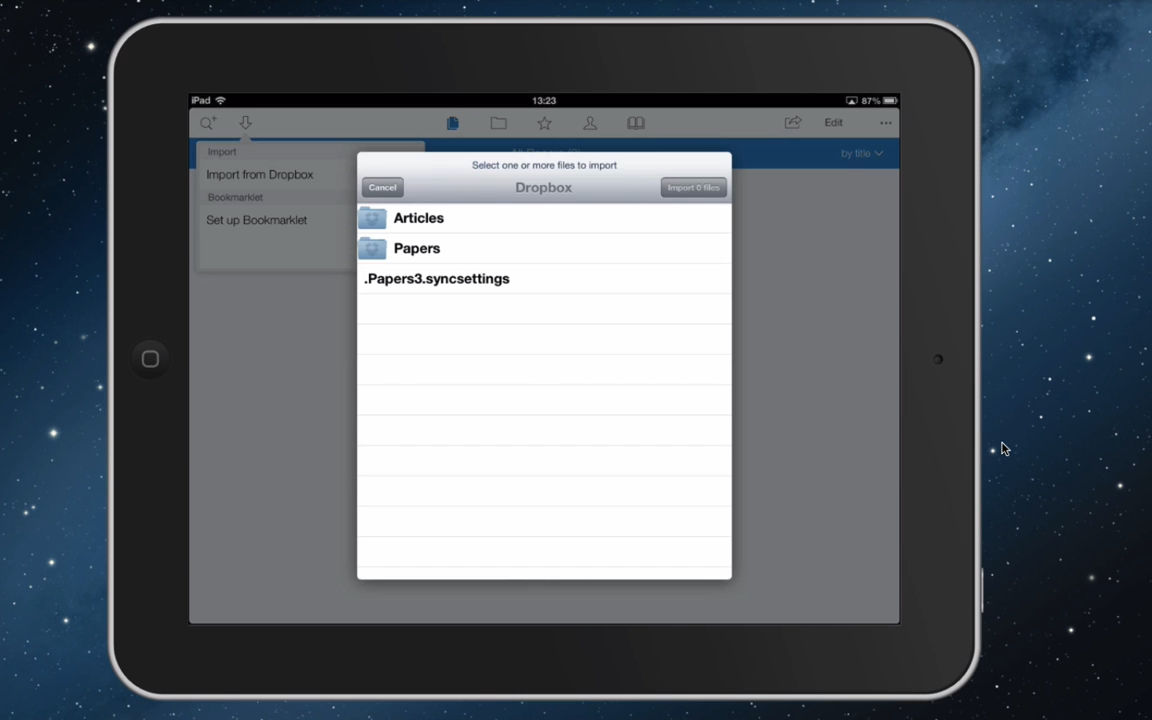 iPad 13:23 87%
Edit
by title
Import
Import from Dropbox
Bookmarklet
Set up Bookmarklet
Select one or more files to import
Cancel Dropbox Import 0 files
Articles
Papers
.Papers3.syncsettings